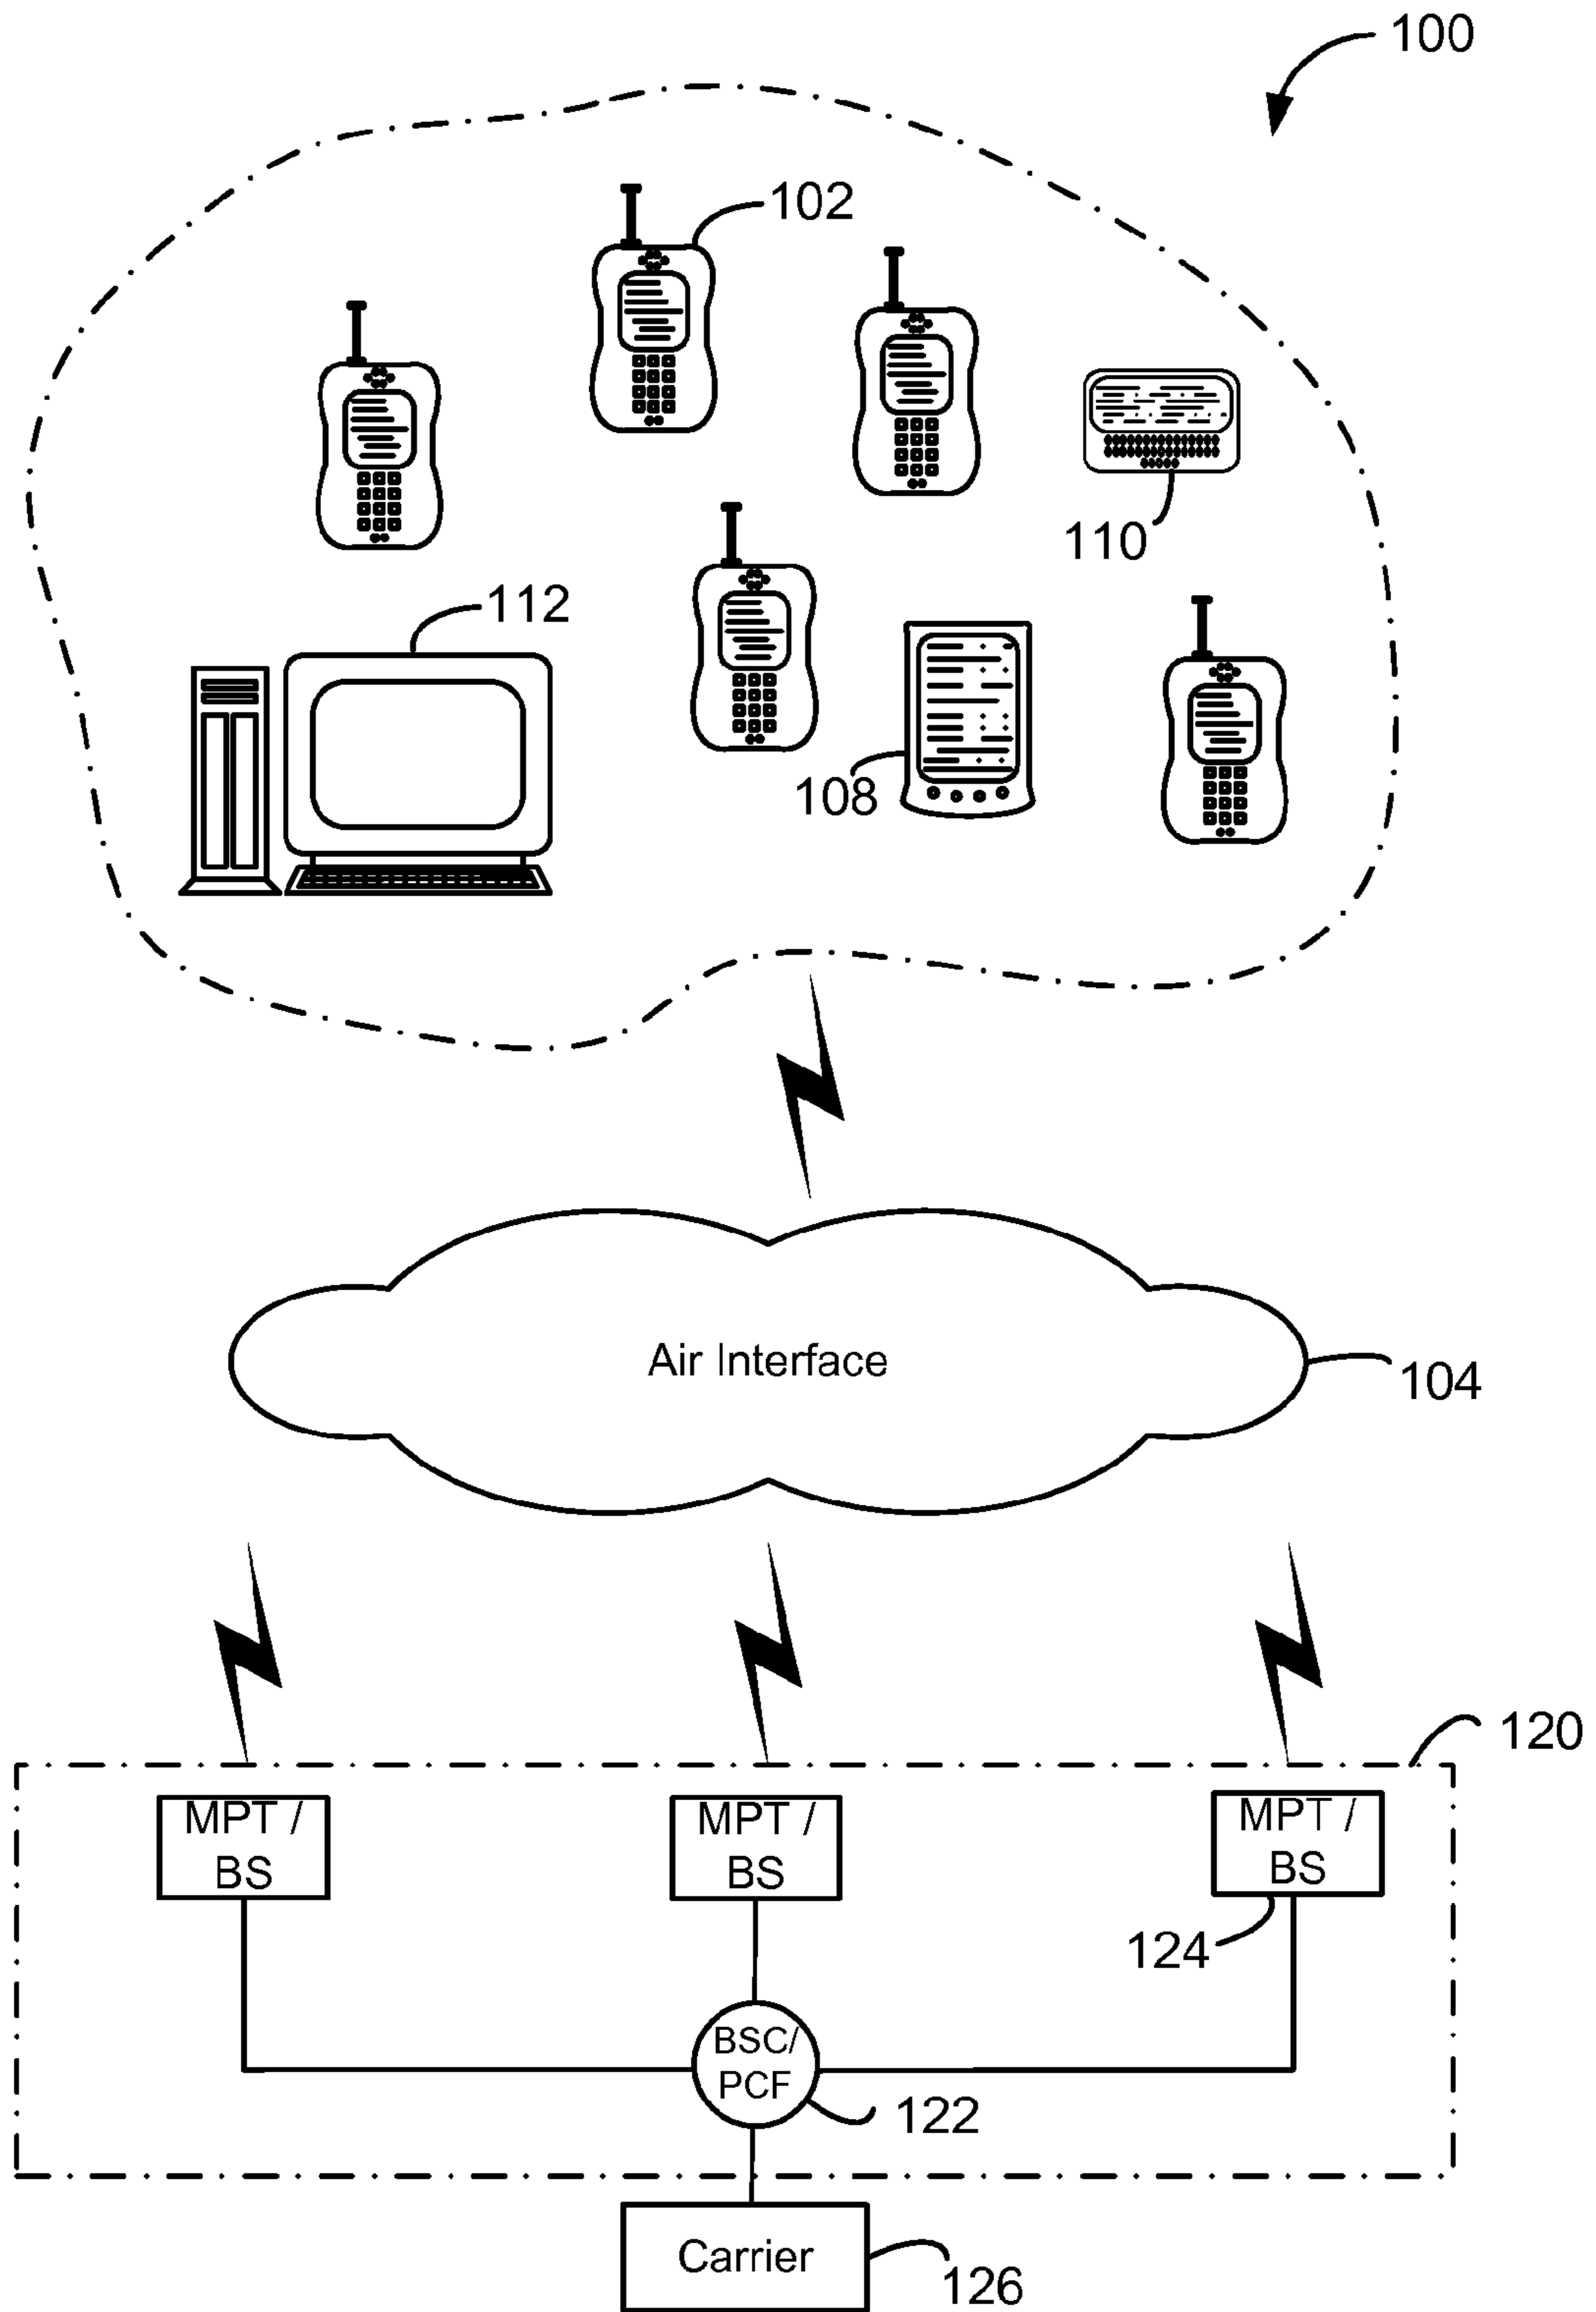 100
102
110
112
108
Air Interface
104
120
MPT /
BS
MPT /
BS
MPT /
BS
124
BSC/
PCF
122
Carrier
126